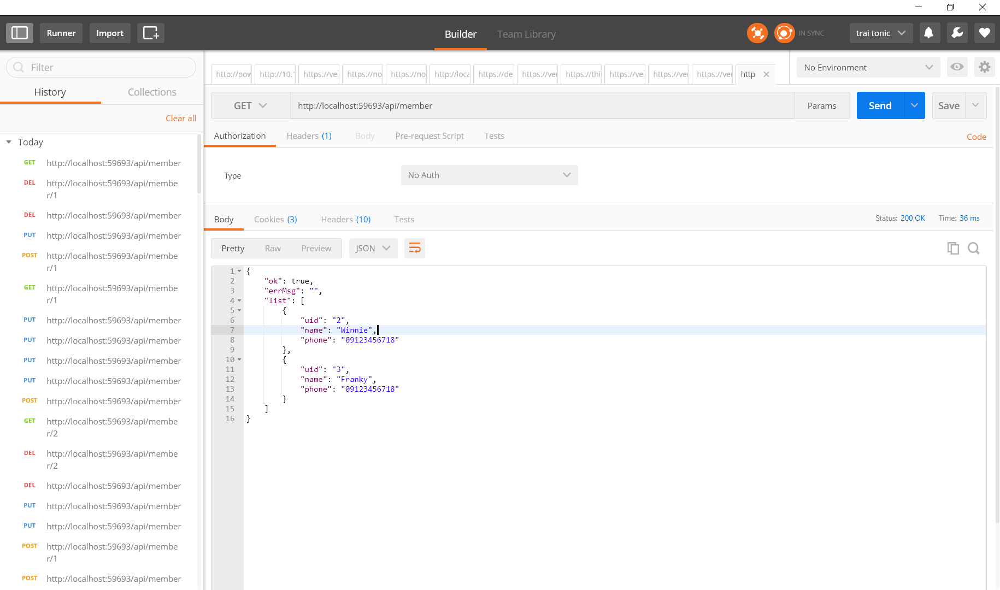 Runner
Import
Builder
Team Library
IN SYNC
trai tonic
Filter
History
Collections
Clear all
Today
GET http://localhost:59693/api/member
DEL http://localhost:59693/api/membe
r/1
DEL http://localhost:59693/api/member
PUT http://localhost:59693/api/member
POST http://localhost:59693/api/membe
r/1
GET http://localhost:59693/api/membe
r/1
PUT http://localhost:59693/api/member
PUT http://localhost:59693/api/member
PUT http://localhost:59693/api/member
PUT http://localhost:59693/api/member
POST http://localhost:59693/api/member
GET http://localhost:59693/api/membe
r/2
DEL http://localhost:59693/api/membe
r/2
DEL http://localhost:59693/api/member
PUT http://localhost:59693/api/member
PUT http://localhost:59693/api/member
POST http://localhost:59693/api/membe
r/1
POST http://localhost:59693/api/member
http://pow http://10.1 https://ver https://no https://no http://loca https://de https://ver https://thi https://ver https://ver https://ver http
No Environment
GET http://localhost:59693/api/member Params Send Save
Authorization Headers (1) Body Pre-request Script Tests Code
Type No Auth
Body Cookies (3) Headers (10) Tests Status: 200 OK Time: 36 ms
Pretty Raw Preview JSON
1 {
2 "ok": true,
3 "errMsg": "",
4 "list": [
5 {
6 "uid": "2",
7 "name": "Winnie",
8 "phone": "09123456718"
9 },
10 {
11 "uid": "3",
12 "name": "Franky",
13 "phone": "09123456718"
14 }
15 ]
16 }